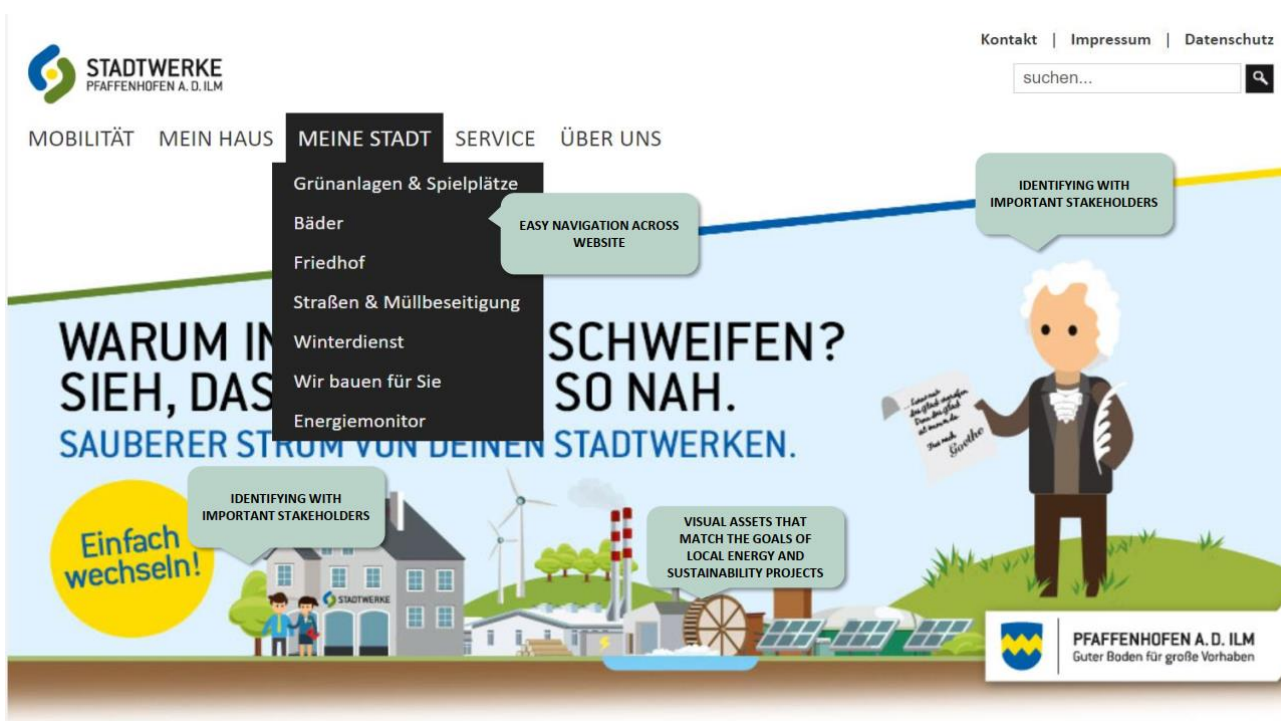 Kontakt | Impressum | Datenschutz
STADTWERKE
PFAFFENHOFEN A. D. ILM
suchen...
MOBILITÄT MEIN HAUS MEINE STADT SERVICE ÜBER UNS
Grünanlagen & Spielplätze
Bäder
Friedhof
Straßen & Müllbeseitigung
Winterdienst
Wir bauen für Sie
Energiemonitor
EASY NAVIGATION ACROSS
WEBSITE
IDENTIFYING WITH
IMPORTANT STAKEHOLDERS
WARUM IN SCHWEIFEN?
SIEH, DAS SO NAH.
SAUBERER STROM VON DEINEN STADTWERKEN.
Goethe
IDENTIFYING WITH
IMPORTANT STAKEHOLDERS
Einfach
wechseln!
STADTWERKE
VISUAL ASSETS THAT
MATCH THE GOALS OF
LOCAL ENERGY AND
SUSTAINABILITY PROJECTS
PFAFFENHOFEN A. D. ILM
Guter Boden für große Vorhaben